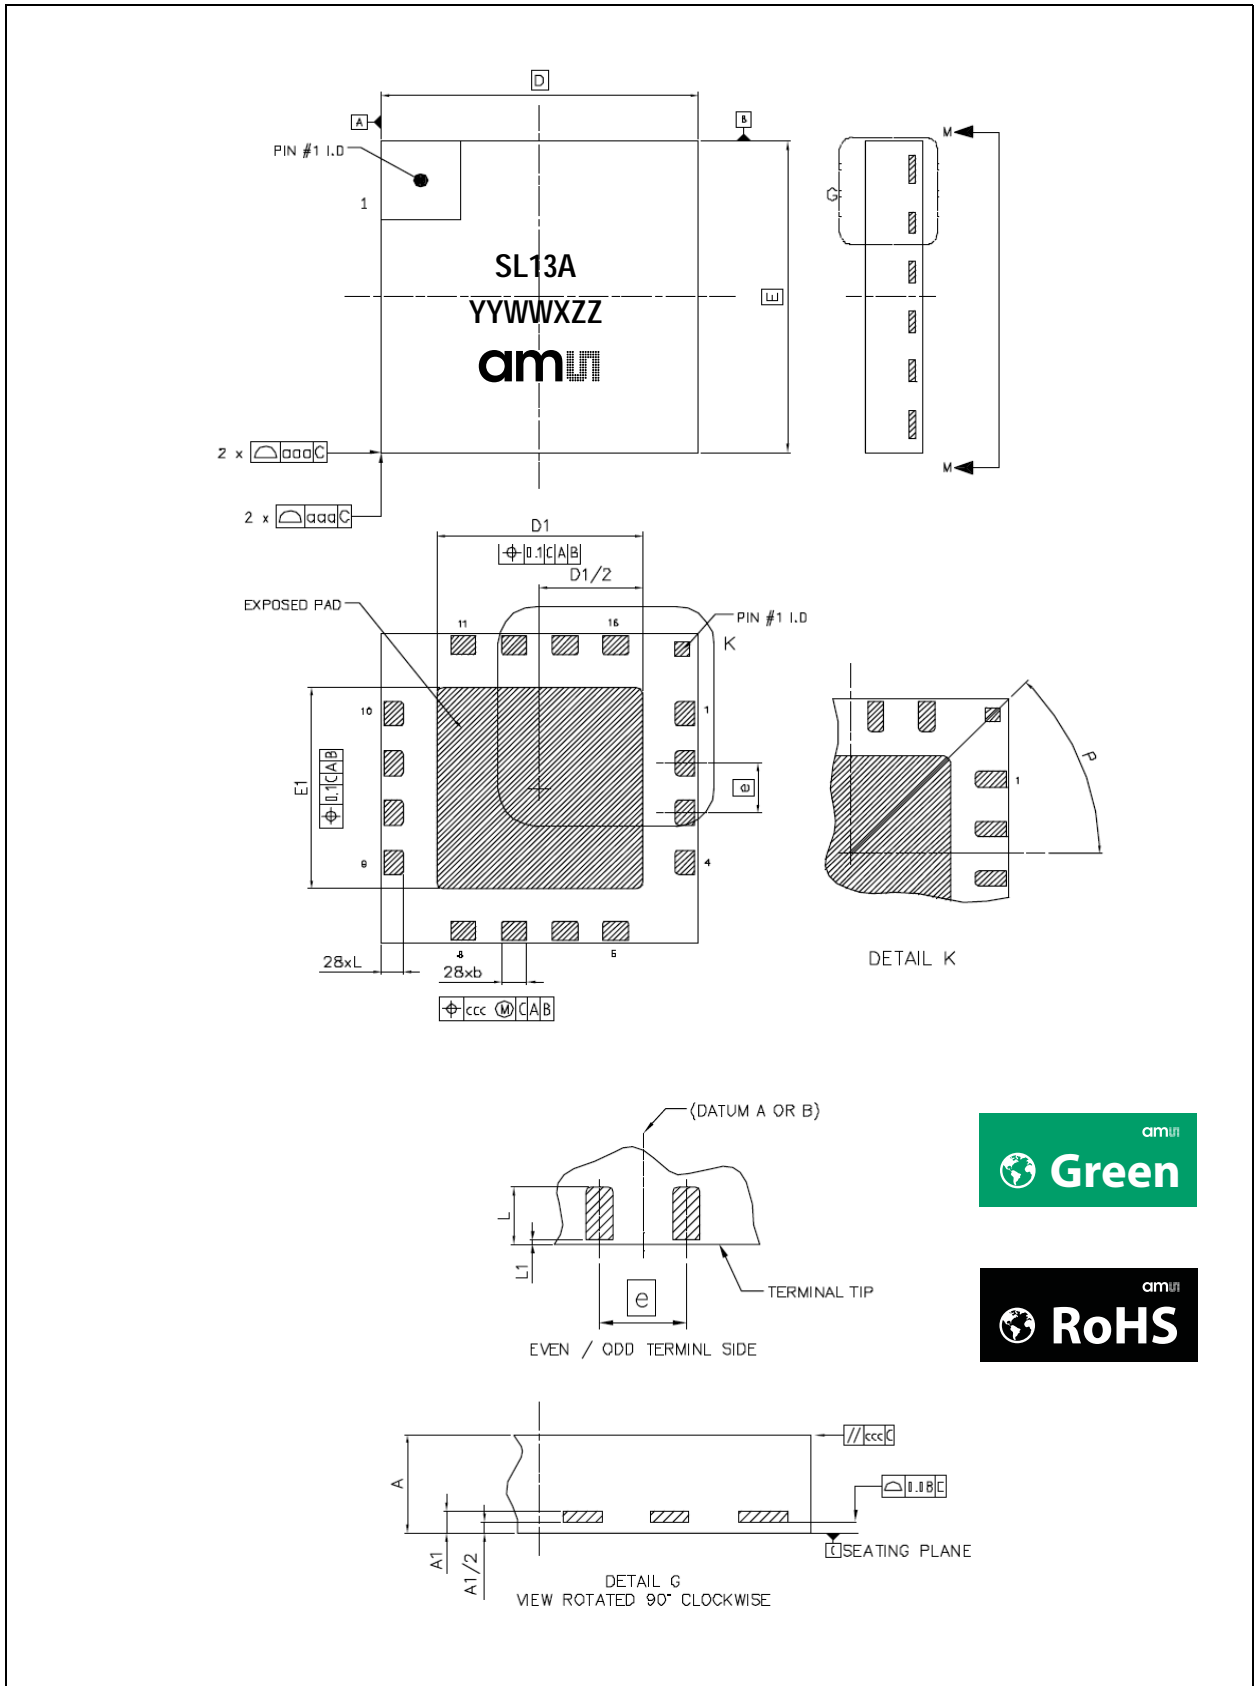 D
A
B
M
PIN #1 I.D
1
G
SL13A
E
YYWWXZZ
ams
2 x aaa C
M
2 x aaa C
D1
0.1 C A B
D1/2
EXPOSED PAD
PIN #1 I.D
11
16
K
10
1
P
E1
0.1 C A B
e
1
9
4
8
5
28xL
28xb
ccc M C A B
DETAIL K
(DATUM A OR B)
ams
Green
L
L1
TERMINAL TIP
e
ams
RoHS
EVEN / ODD TERMINL SIDE
// ccc C
A
0.08 C
A1
A1/2
C SEATING PLANE
DETAIL G
VIEW ROTATED 90° CLOCKWISE